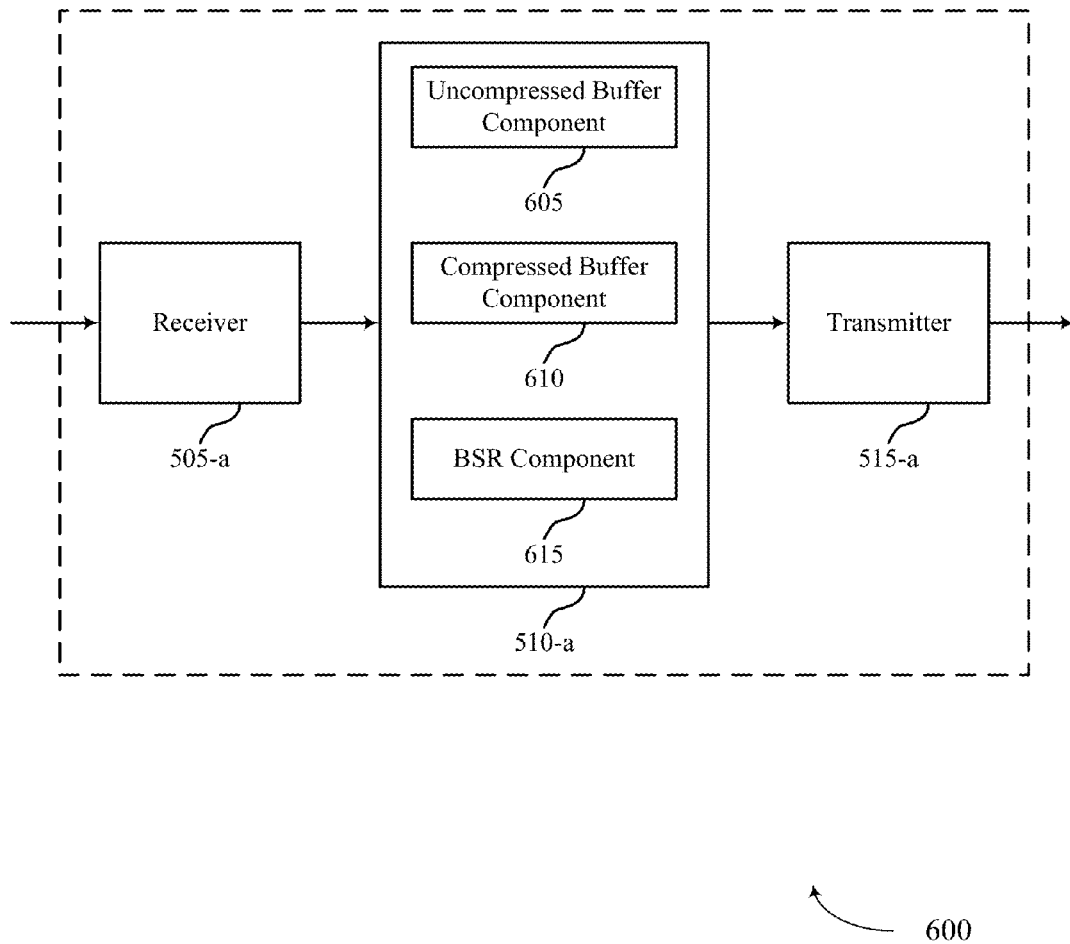 Uncompressed Buffer
Component
605
Compressed Buffer
Component
610
Receiver
505-a
Transmitter
515-a
BSR Component
615
510-a
600